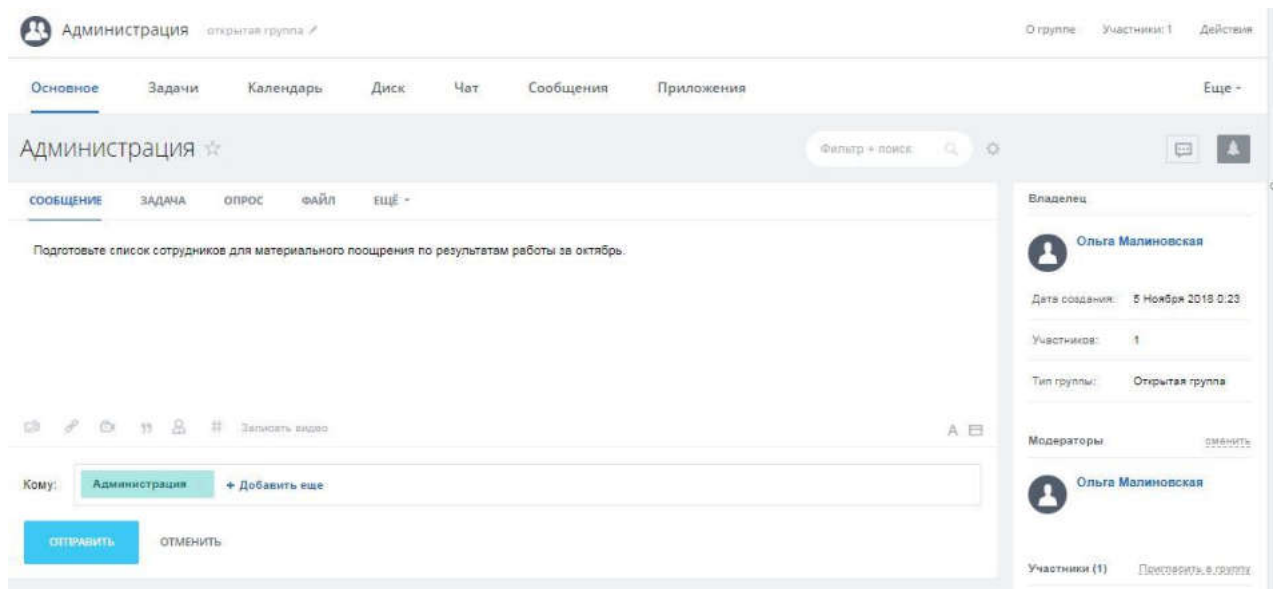 Администрация открытая группа О группе Участники: 1 Действия
Основное Задачи Календарь Диск Чат Сообщения Приложения Еще
Администрация Фильтр + поиск
СООБЩЕНИЕ ЗАДАЧА ОПРОС ФАЙЛ ЕЩЁ
Подготовьте список сотрудников для материального поощрения по результатам работы за октябрь.
Записать видео
Кому: Администрация + Добавить еще
ОТПРАВИТЬ ОТМЕНИТЬ
Владелец
Ольга Малиновская
Дата создания: 5 Ноября 2018 0:23
Участников: 1
Тип группы: Открытая группа
Модераторы сменить
Ольга Малиновская
Участники (1) Пригласить в группу